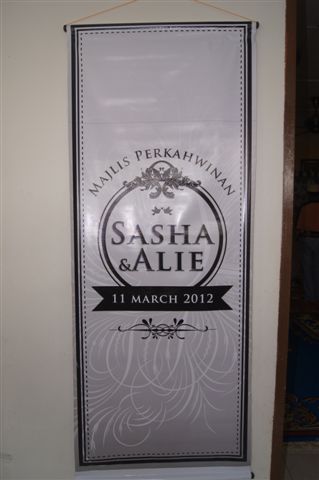 MAJLIS PERKAHWINAN
SASHA
& ALIE
11 MARCH 2012